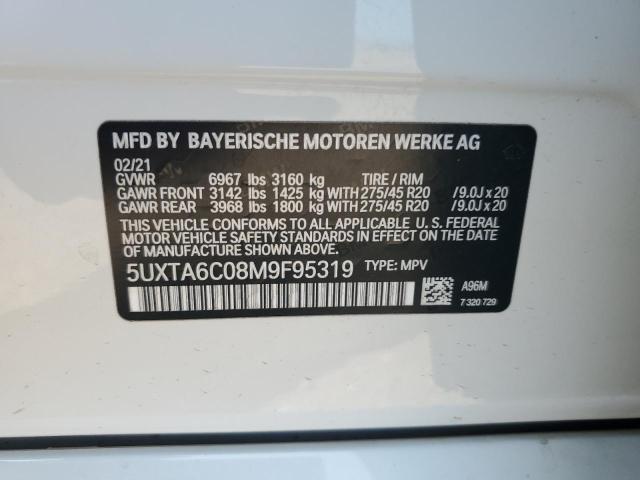 MFD BY BAYERISCHE MOTOREN WERKE AG
02/21
GVWR 6967 lbs 3160 kg TIRE / RIM
GAWR FRONT 3142 lbs 1425 kg WITH 275/45 R20 /9.0J x 20
GAWR REAR 3968 lbs 1800 kg WITH 275/45 R20 /9.0J x 20
THIS VEHICLE CONFORMS TO ALL APPLICABLE U.S. FEDERAL
MOTOR VEHICLE SAFETY STANDARDS IN EFFECT ON THE DATE
OF MANUFACTURE SHOWN ABOVE.
5UXTA6C08M9F95319 TYPE: MPV
A96M
7 320 729